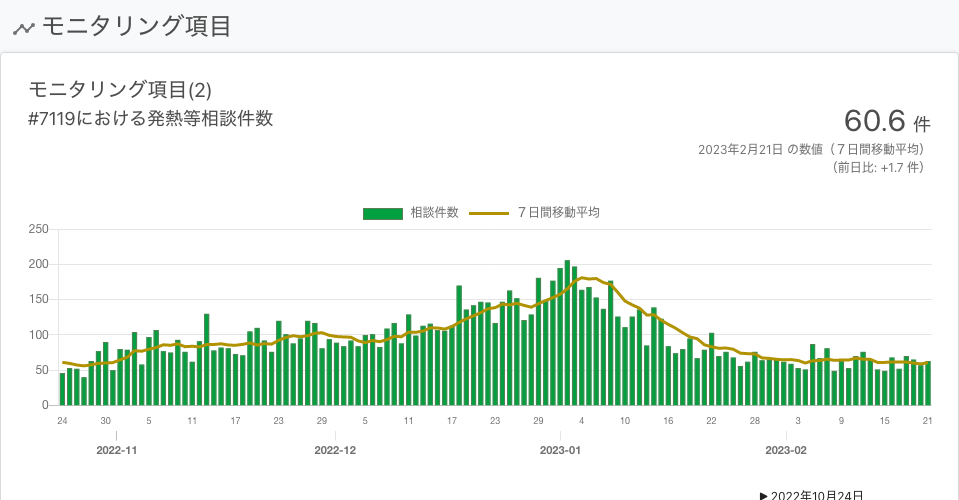 モニタリング項目
モニタリング項目(2)
#7119における発熱等相談件数
60.6 件
2023年2月21日 の数値（７日間移動平均）
（前日比: +1.7 件）
相談件数 ７日間移動平均
250
200
150
100
50
0
24 30 5 11 17 23 29 5 11 17 23 29 4 10 16 22 28 3 9 15 21
2022-11 2022-12 2023-01 2023-02
▶ 2022年10月24日